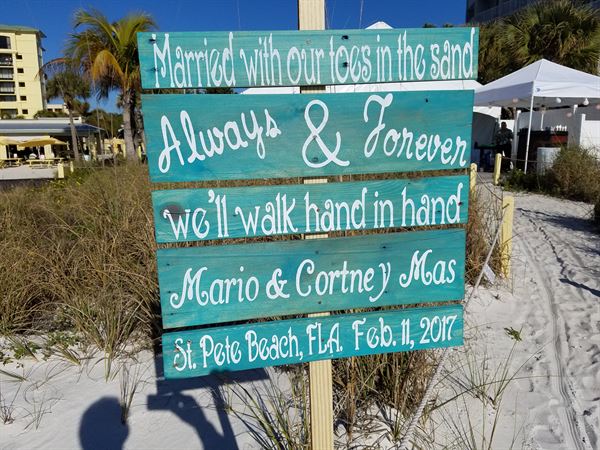 Married with our toes in the sand
Always & Forever
we'll walk hand in hand
Mario & Cortney Mas
St. Pete Beach, FLA. Feb. 11, 2017